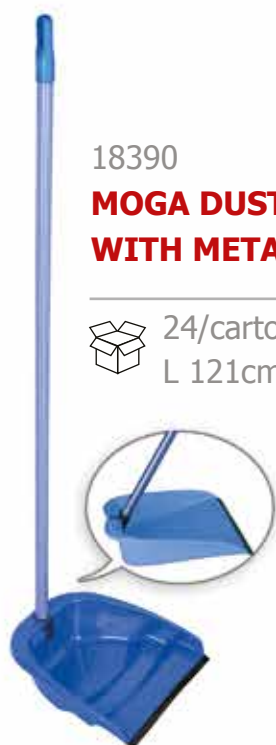 18390
MOGA DUST
WITH META
24/carto
L 121cm